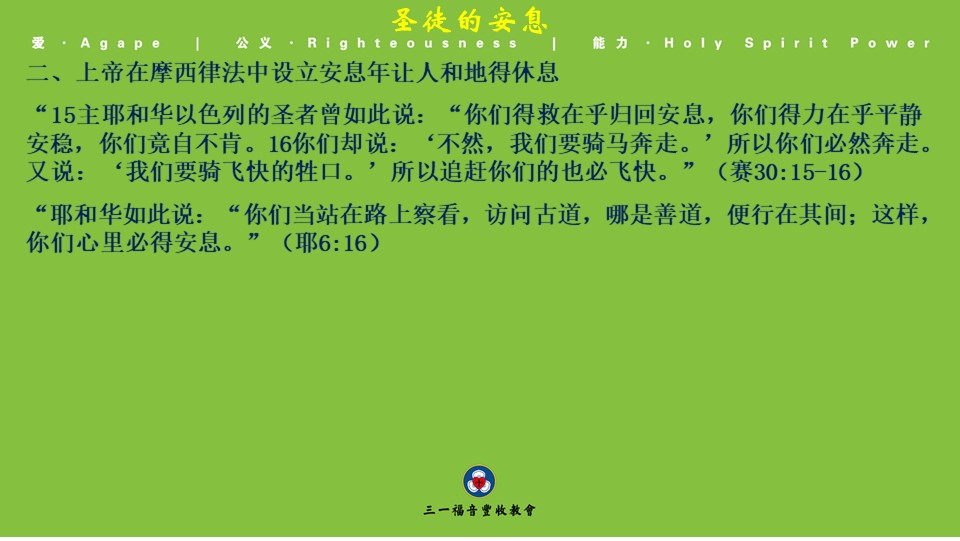 圣徒的安息
爱·Agape | 公义·Righteousness | 能力·Holy Spirit Power
二、上帝在摩西律法中设立安息年让人和地得休息
“15主耶和华以色列的圣者曾如此说：“你们得救在乎归回安息，你们得力在乎平静
安稳，你们竟自不肯。16你们却说：‘不然，我们要骑马奔走。’所以你们必然奔走。
又说：‘我们要骑飞快的牲口。’所以追赶你们的也必飞快。”（赛30:15-16）
“耶和华如此说：“你们当站在路上察看，访问古道，哪是善道，便行在其间；这样，
你们心里必得安息。”（耶6:16）
三一福音豐收教會